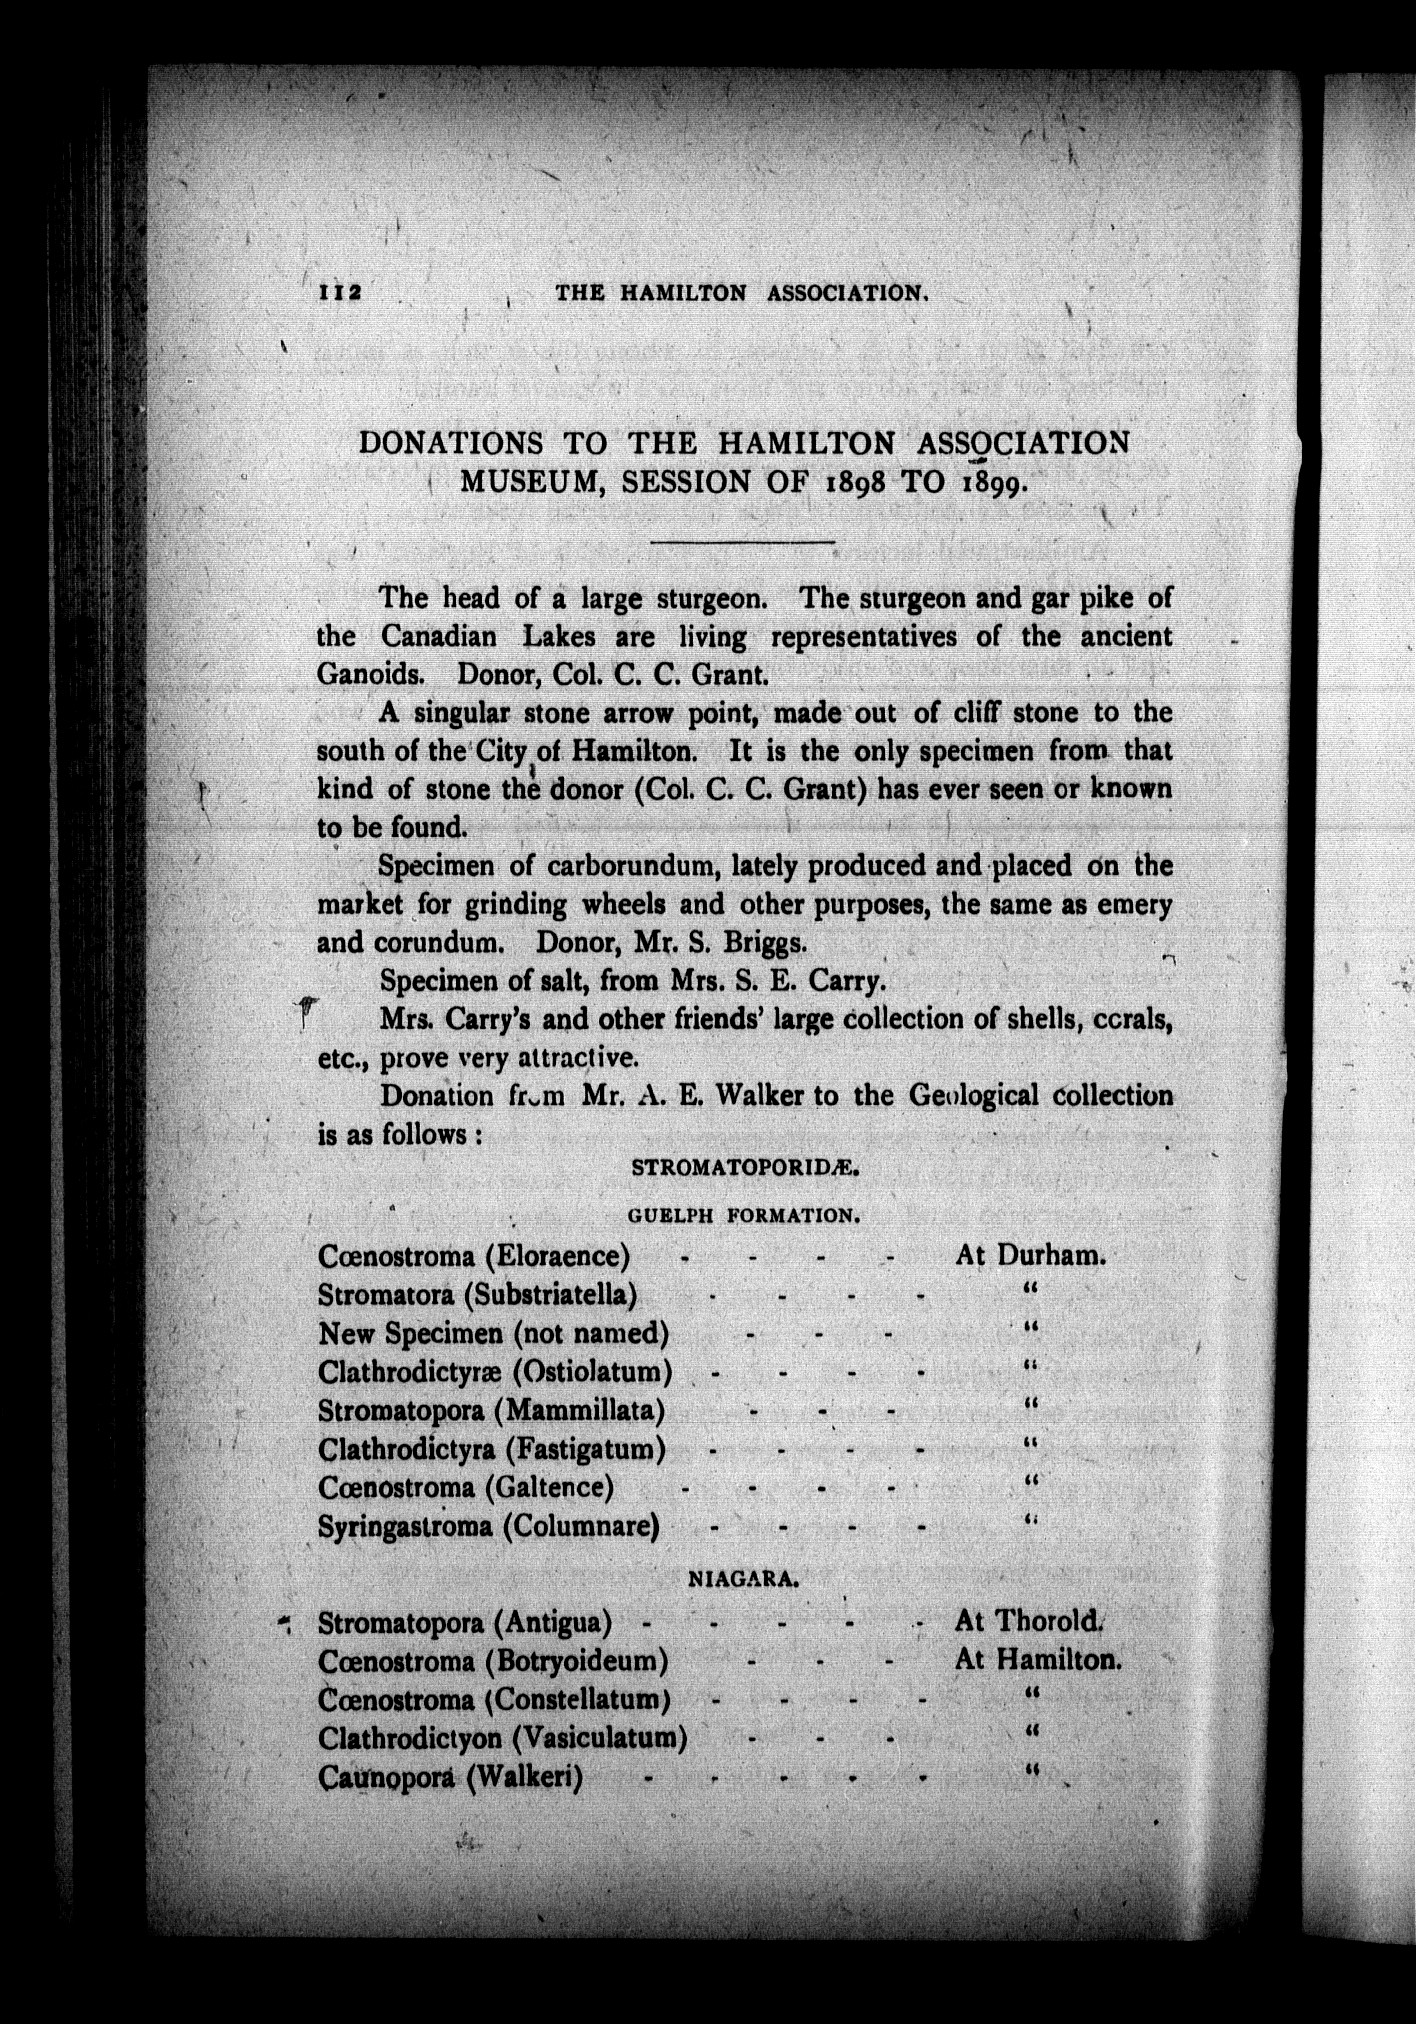 112 THE HAMILTON ASSOCIATION.
DONATIONS TO THE HAMILTON ASSOCIATION
MUSEUM, SESSION OF 1898 TO 1899.
The head of a large sturgeon. The sturgeon and gar pike of
the Canadian Lakes are living representatives of the ancient
Ganoids. Donor, Col. C. C. Grant.
A singular stone arrow point, made out of cliff stone to the
south of the City of Hamilton. It is the only specimen from that
kind of stone the donor (Col. C. C. Grant) has ever seen or known
to be found.
Specimen of carborundum, lately produced and placed on the
market for grinding wheels and other purposes, the same as emery
and corundum. Donor, Mr. S. Briggs.
Specimen of salt, from Mrs. S. E. Carry.
Mrs. Carry's and other friends' large collection of shells, corals,
etc., prove very attractive.
Donation from Mr. A. E. Walker to the Geological collection
is as follows :
STROMATOPORIDÆ.
GUELPH FORMATION.
Cœnostroma (Eloraence) - - - - At Durham.
Stromatora (Substriatella) - - - - “
New Specimen (not named) - - - “
Clathrodictyræ (Ostiolatum) - - - - “
Stromatopora (Mammillata) - - - “
Clathrodictyra (Fastigatum) - - - - “
Cœnostroma (Galtence) - - - - “
Syringastroma (Columnare) - - - - “
NIAGARA.
Stromatopora (Antigua) - - - - - At Thorold.
Cœnostroma (Botryoideum) - - - At Hamilton.
Cœnostroma (Constellatum) - - - - “
Clathrodictyon (Vasiculatum) - - - “
Caunopora (Walkeri) - - - - - “